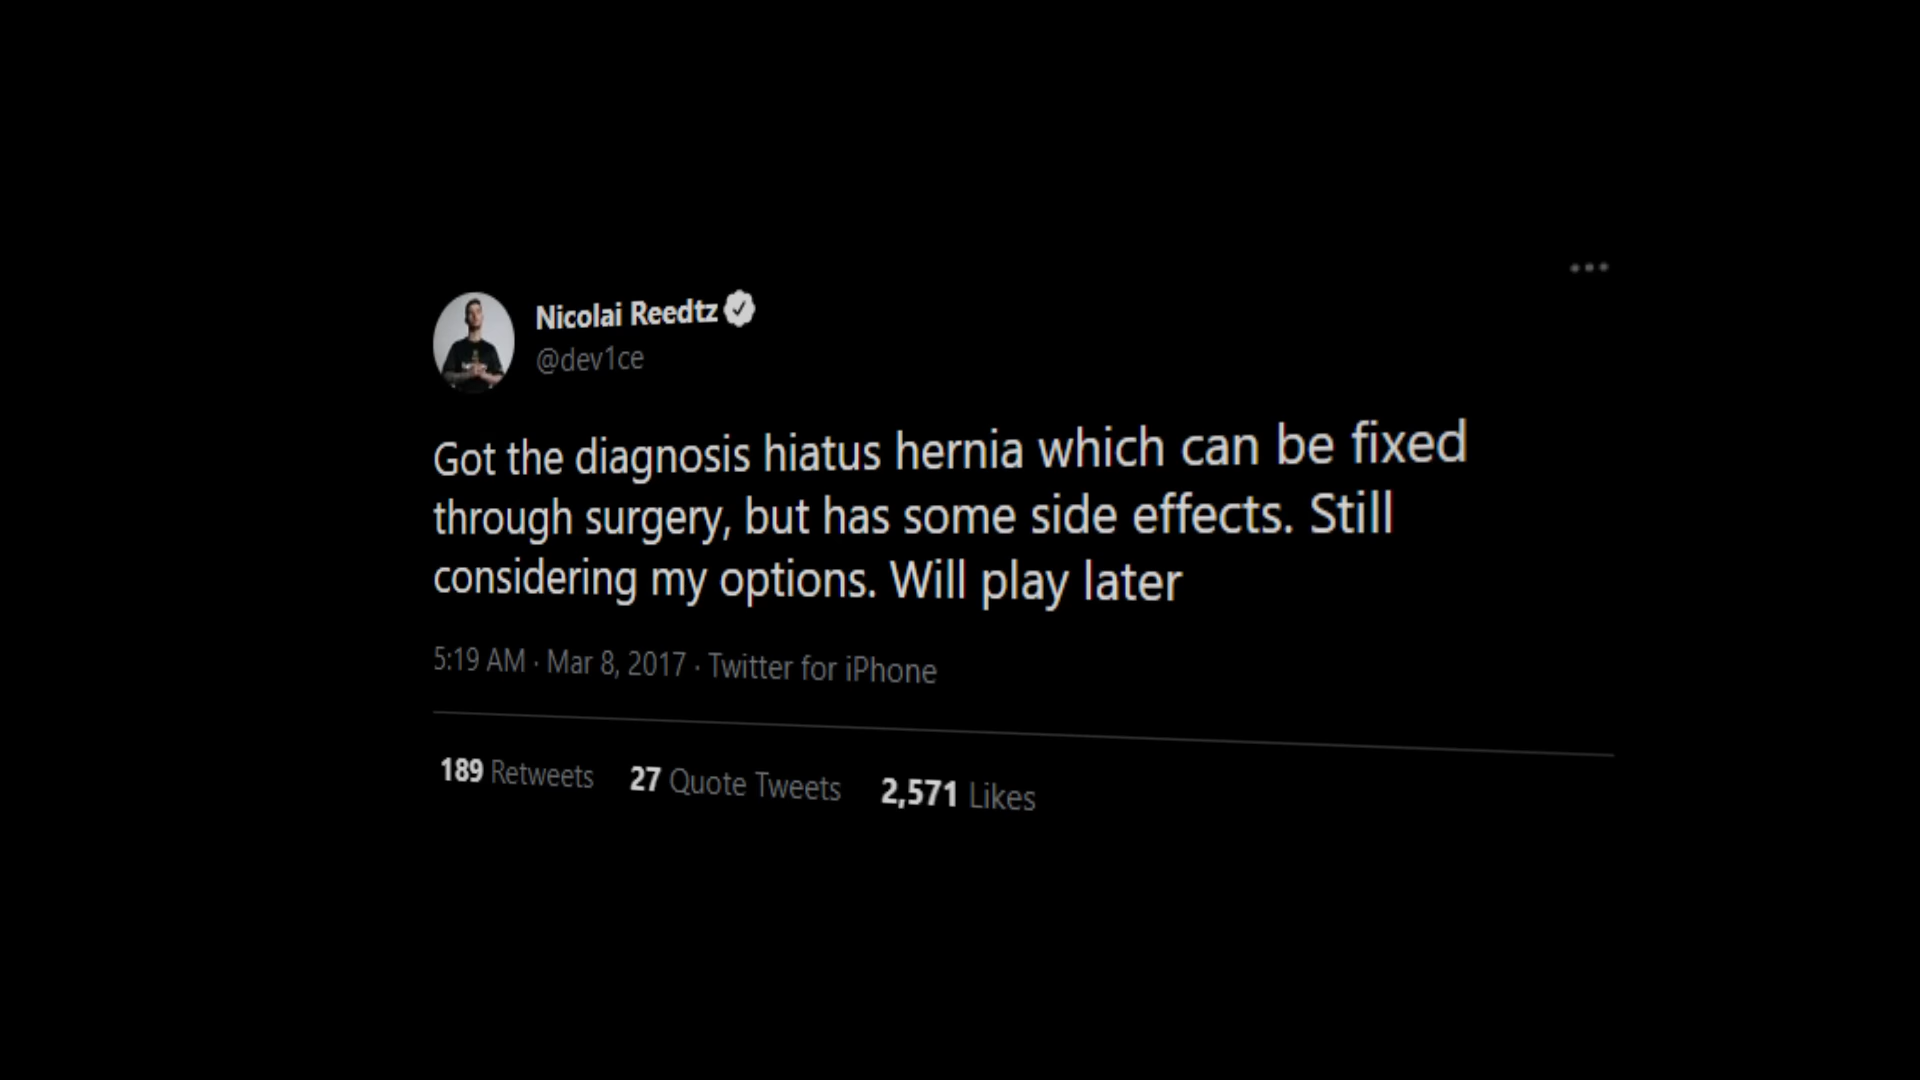 Nicolai Reedtz
@dev1ce
Got the diagnosis hiatus hernia which can be fixed
through surgery, but has some side effects. Still
considering my options. Will play later
5:19 AM · Mar 8, 2017 · Twitter for iPhone
189 Retweets 27 Quote Tweets 2,571 Likes